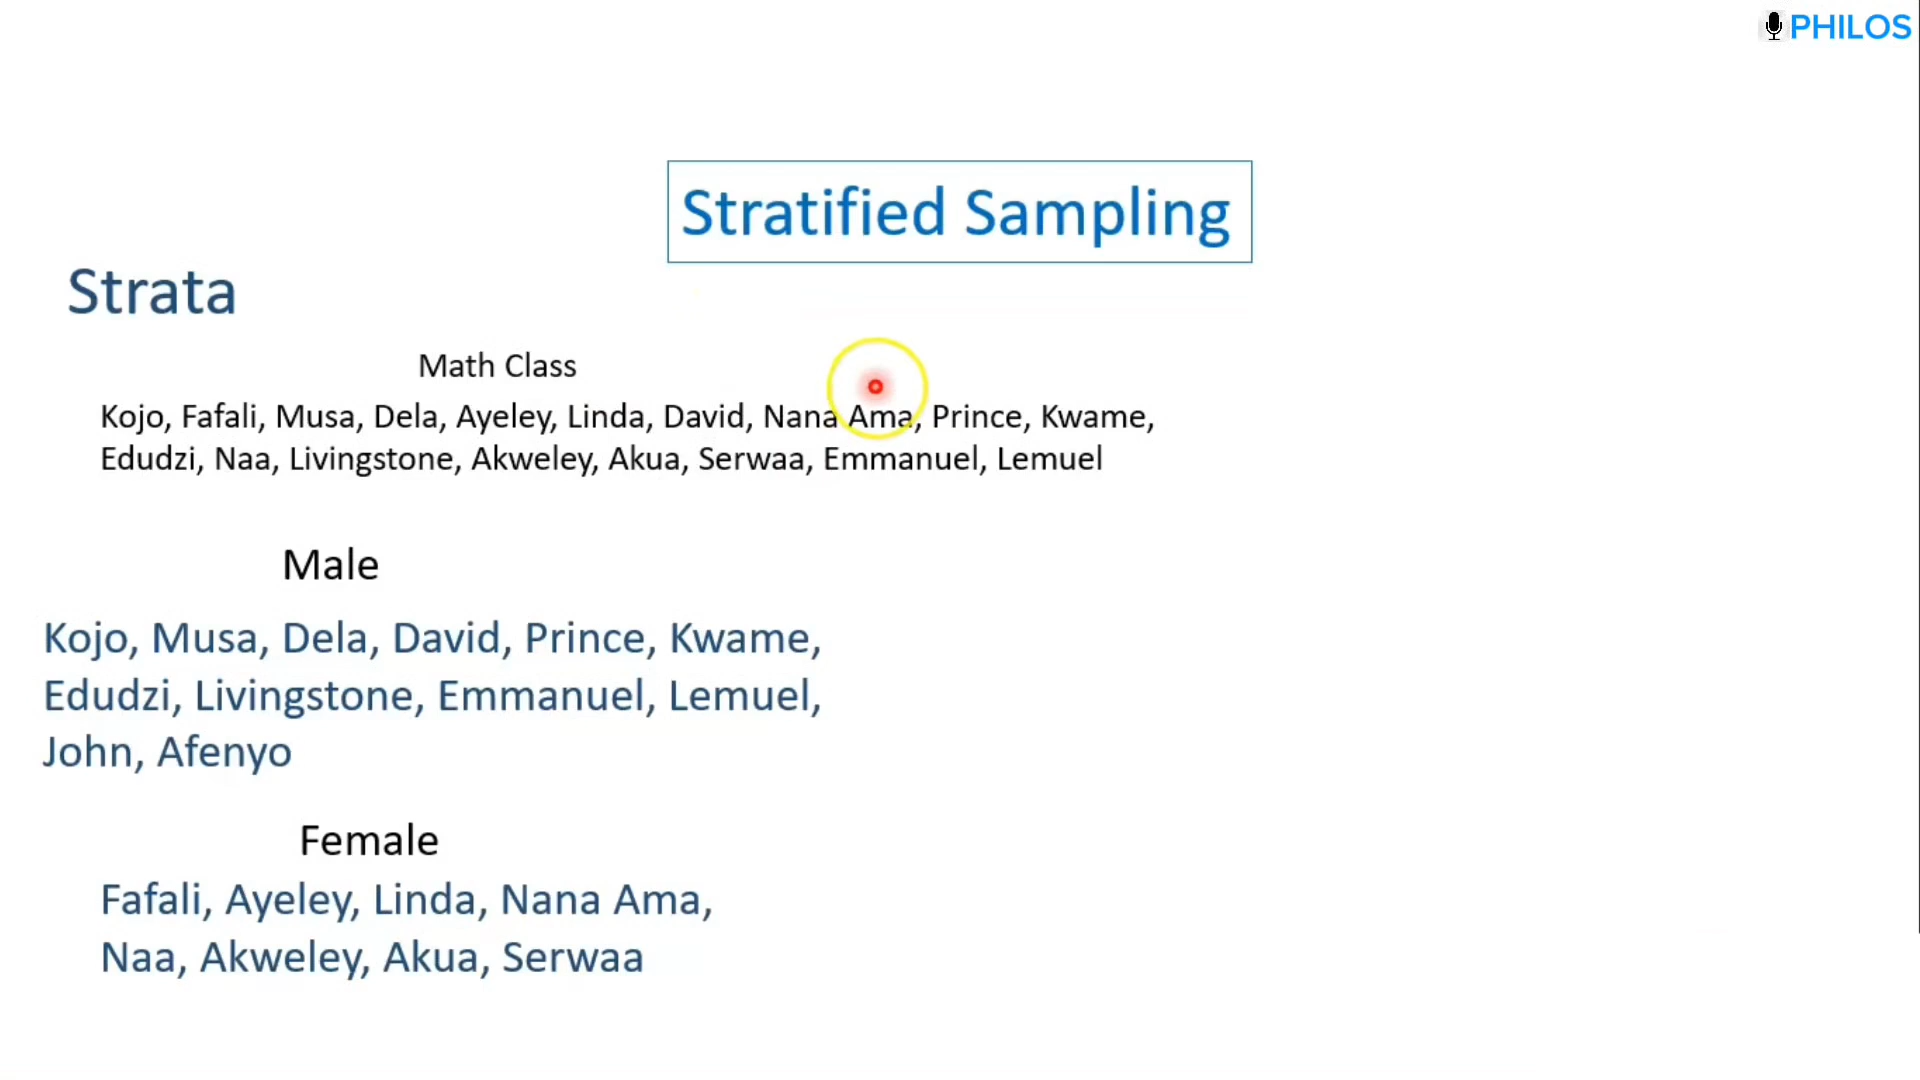 PHILOS
Stratified Sampling
Strata
Math Class
Kojo, Fafali, Musa, Dela, Ayeley, Linda, David, Nana Ama, Prince, Kwame,
Edudzi, Naa, Livingstone, Akweley, Akua, Serwaa, Emmanuel, Lemuel
Male
Kojo, Musa, Dela, David, Prince, Kwame,
Edudzi, Livingstone, Emmanuel, Lemuel,
John, Afenyo
Female
Fafali, Ayeley, Linda, Nana Ama,
Naa, Akweley, Akua, Serwaa